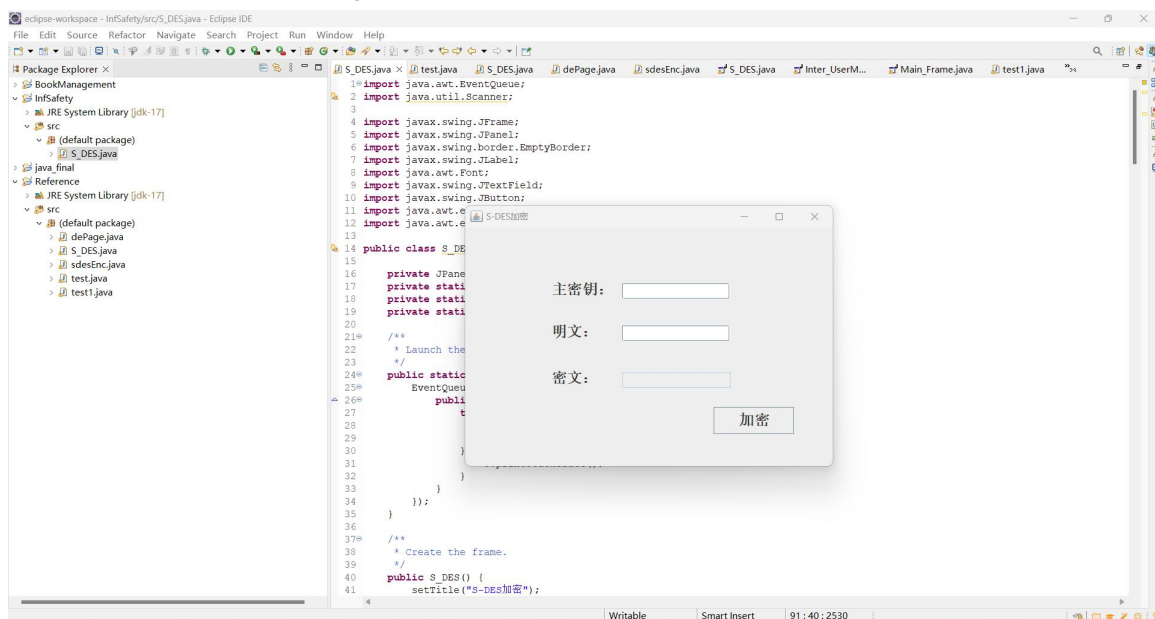 eclipse-workspace - InfSafety/src/S_DES.java - Eclipse IDE
File Edit Source Refactor Navigate Search Project Run Window Help
Package Explorer
S_DES.java test.java S_DES.java dePage.java sdesEnc.java S_DES.java Inter_UserM... Main_Frame.java test1.java
BookManagement
InfSafety
JRE System Library [jdk-17]
src
(default package)
S_DES.java
java_final
Reference
JRE System Library [jdk-17]
src
(default package)
dePage.java
S_DES.java
sdesEnc.java
test.java
test1.java
1 import java.awt.EventQueue;
2 import java.util.Scanner;
3
4 import javax.swing.JFrame;
5 import javax.swing.JPanel;
6 import javax.swing.border.EmptyBorder;
7 import javax.swing.JLabel;
8 import java.awt.Font;
9 import javax.swing.JTextField;
10 import javax.swing.JButton;
11 import java.awt.e
12 import java.awt.e
13
14 public class S_DE
15
16 private JPane
17 private stati
18 private stati
19 private stati
20
21 /**
22 * Launch the
23 */
24 public static
25 EventQueu
26 publi
27 t
28
29
30 }
31
32 }
33 }
34 });
35 }
36
37 /**
38 * Create the frame.
39 */
40 public S_DES() {
41 setTitle("S-DES加密");
S-DES加密
主密钥：
明文：
密文：
加密
Writable Smart Insert 91 : 40 : 2530